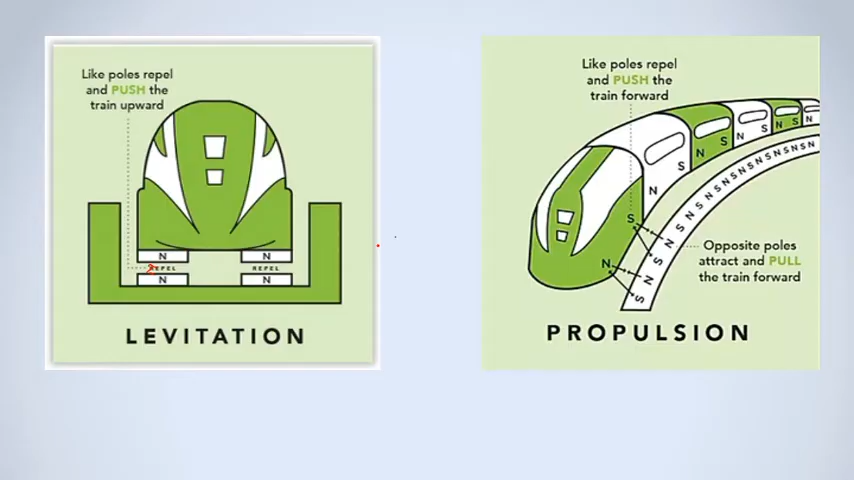 Like poles repel
and PUSH the
train upward
N
N
REPEL
REPEL
N
N
LEVITATION
Like poles repel
and PUSH the
train forward
N
S
N
S
N
S
N
S
N
S
N
S
N
S
N
S
N
S
N
S
N
S
N
S
N
Opposite poles
attract and PULL
the train forward
PROPULSION